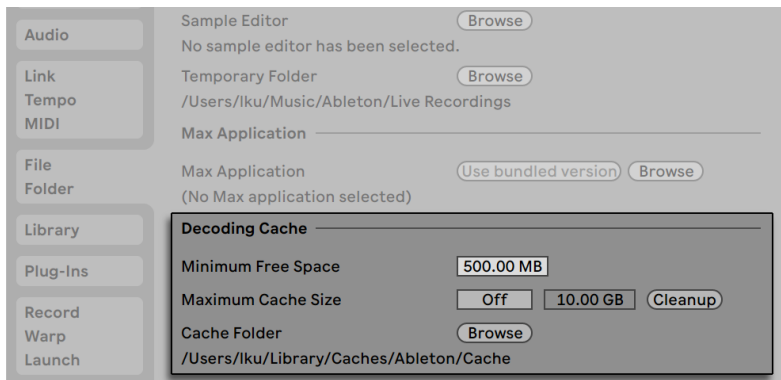 Audio
Link
Tempo
MIDI
File
Folder
Library
Plug-Ins
Record
Warp
Launch
Sample Editor Browse
No sample editor has been selected.
Temporary Folder Browse
/Users/lku/Music/Ableton/Live Recordings
Max Application
Max Application Use bundled version Browse
(No Max application selected)
Decoding Cache
Minimum Free Space 500.00 MB
Maximum Cache Size Off 10.00 GB Cleanup
Cache Folder Browse
/Users/lku/Library/Caches/Ableton/Cache